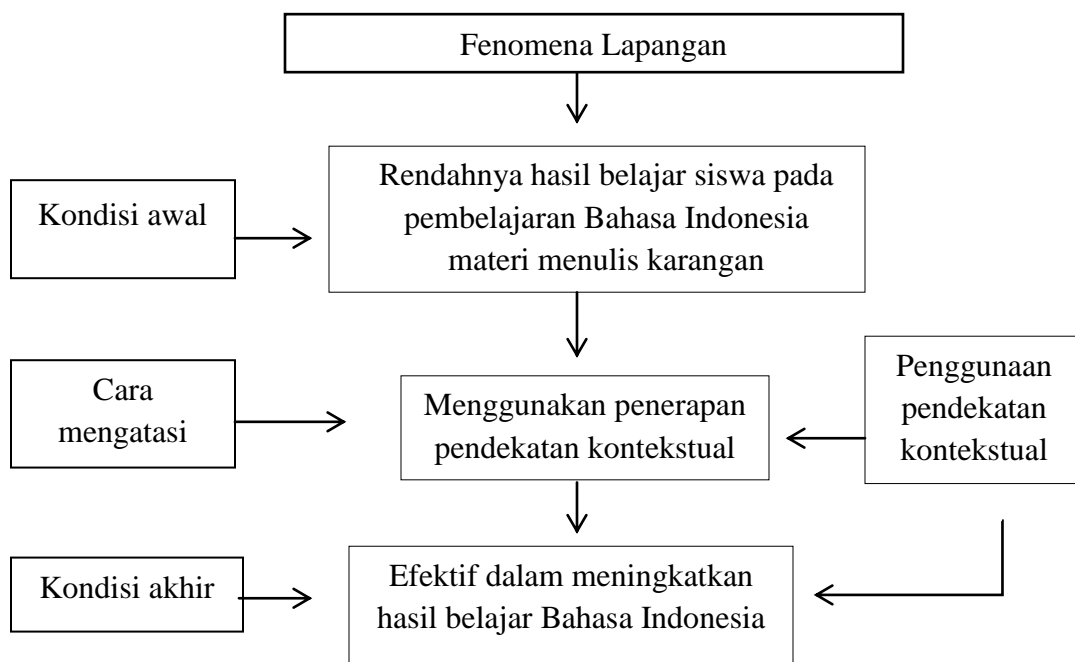 Fenomena Lapangan
Rendahnya hasil belajar siswa pada
pembelajaran Bahasa Indonesia
materi menulis karangan
Kondisi awal
Cara
mengatasi
Menggunakan penerapan
pendekatan kontekstual
Penggunaan
pendekatan
kontekstual
Kondisi akhir
Efektif dalam meningkatkan
hasil belajar Bahasa Indonesia